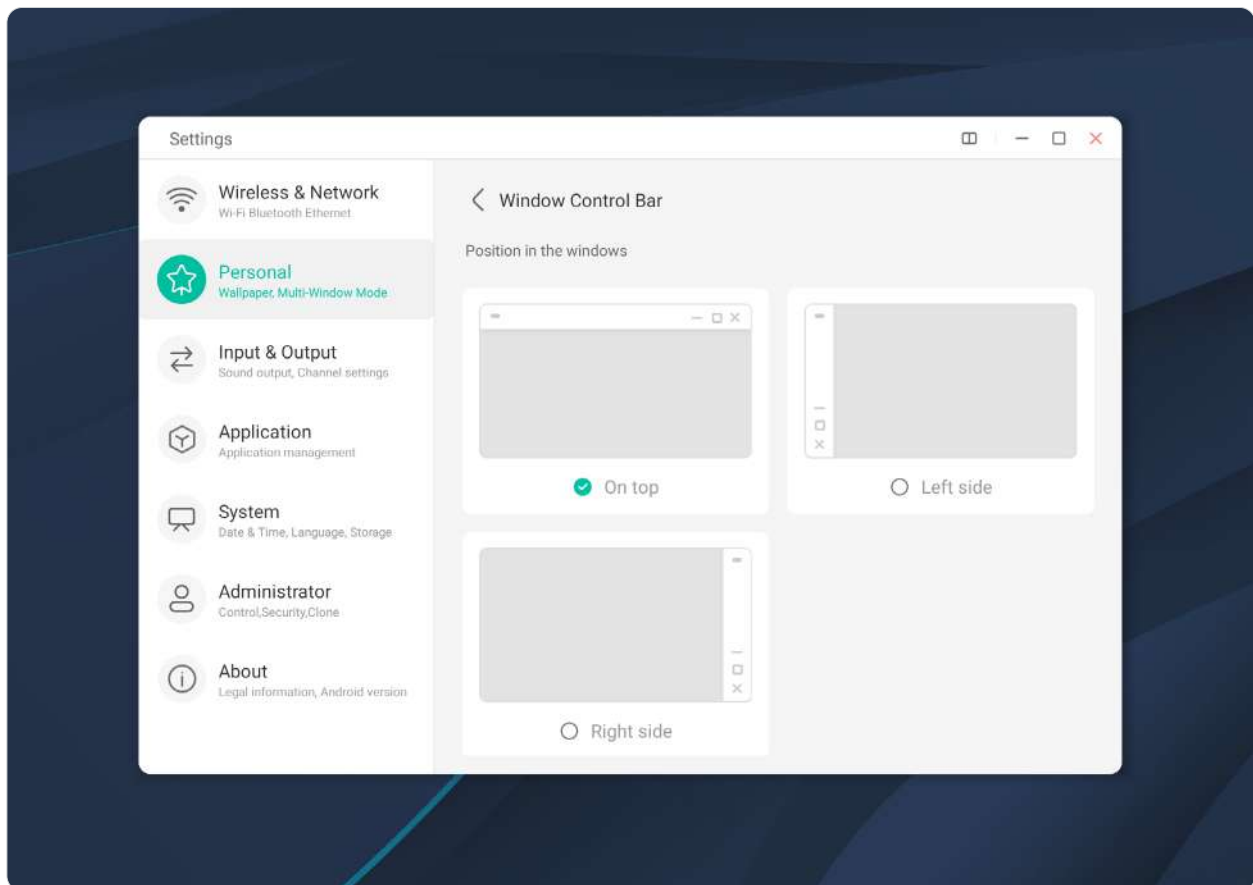 Settings
Wireless & Network
Wi-Fi Bluetooth Ethernet
Personal
Wallpaper, Multi-Window Mode
Input & Output
Sound output, Channel settings
Application
Application management
System
Date & Time, Language, Storage
Administrator
Control,Security,Clone
About
Legal information, Android version
Window Control Bar
Position in the windows
On top
Left side
Right side